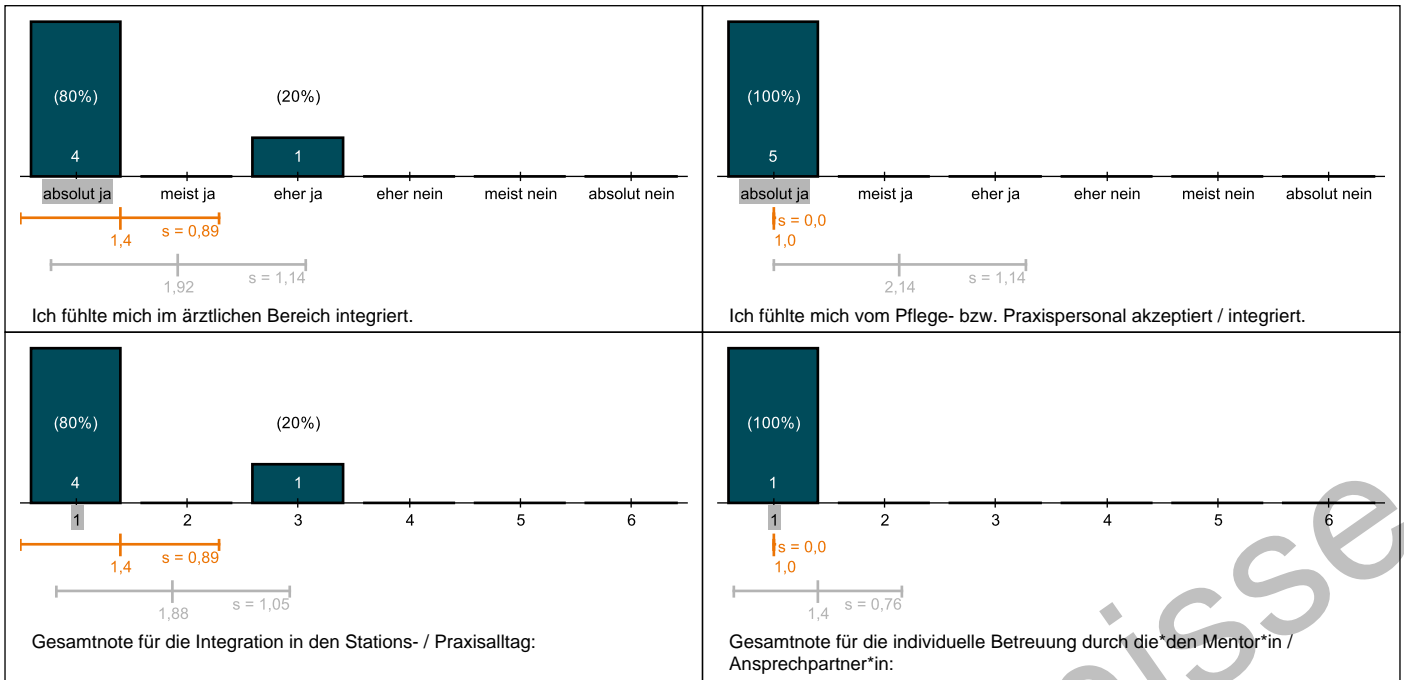 (80%)
(20%)
4
1
absolut ja
meist ja
eher ja
eher nein
meist nein
absolut nein
s = 0,89
1,4
s = 1,14
1,92
Ich fühlte mich im ärztlichen Bereich integriert.
(100%)
5
absolut ja
meist ja
eher ja
eher nein
meist nein
absolut nein
s = 0,0
1,0
s = 1,14
2,14
Ich fühlte mich vom Pflege- bzw. Praxispersonal akzeptiert / integriert.
(80%)
(20%)
4
1
1
2
3
4
5
6
s = 0,89
1,4
s = 1,05
1,88
Gesamtnote für die Integration in den Stations- / Praxisalltag:
(100%)
1
1
2
3
4
5
6
s = 0,0
1,0
1,4
s = 0,76
Gesamtnote für die individuelle Betreuung durch die*den Mentor*in /
Ansprechpartner*in:
isse